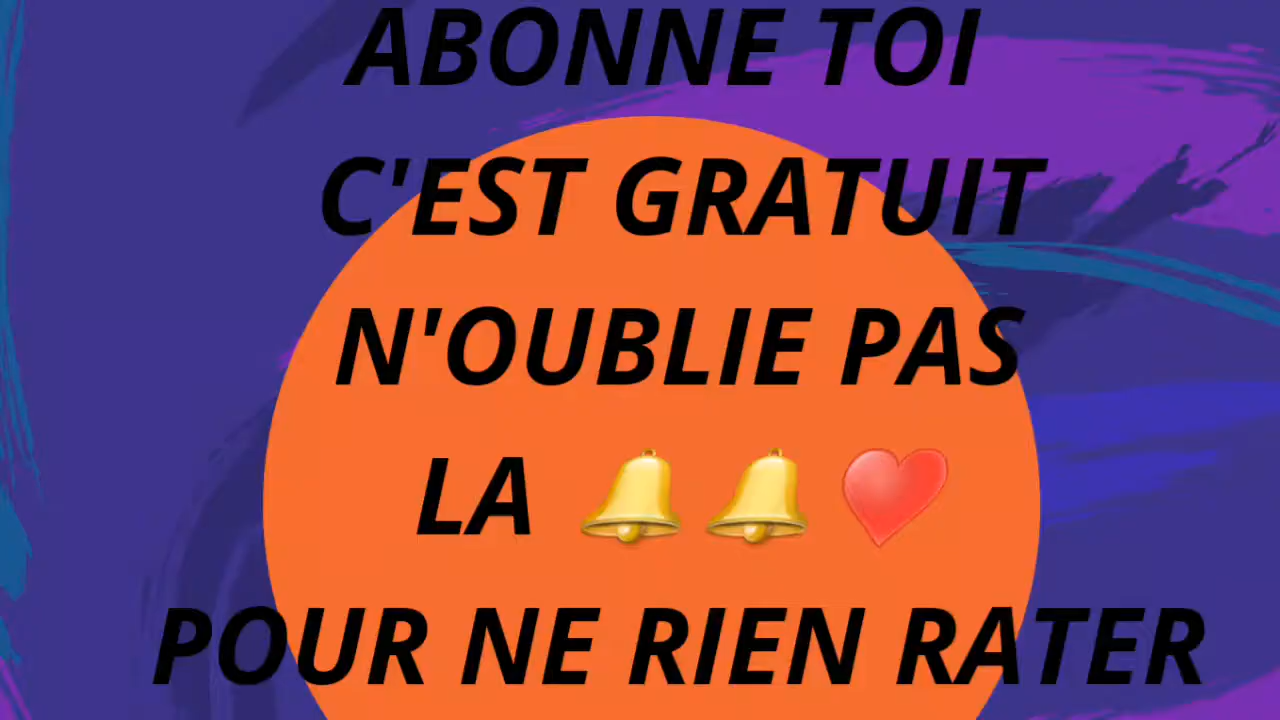 ABONNE TOI
C'EST GRATUIT
N'OUBLIE PAS
LA 🔔🔔❤️
POUR NE RIEN RATER